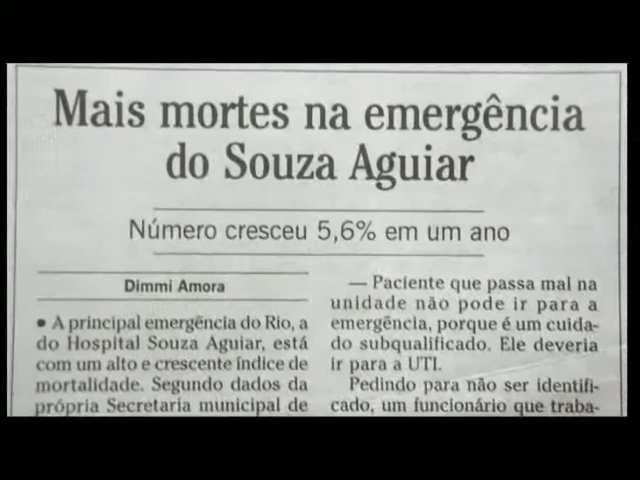 Mais mortes na emergência
do Souza Aguiar
Número cresceu 5,6% em um ano
Dimmi Amora
• A principal emergência do Rio, a
do Hospital Souza Aguiar, está
com um alto e crescente índice de
mortalidade. Segundo dados da
própria Secretaria municipal de
— Paciente que passa mal na
unidade não pode ir para a
emergência, porque é um cuida-
do subqualificado. Ele deveria
ir para a UTI.
Pedindo para não ser identifi-
cado, um funcionário que traba-